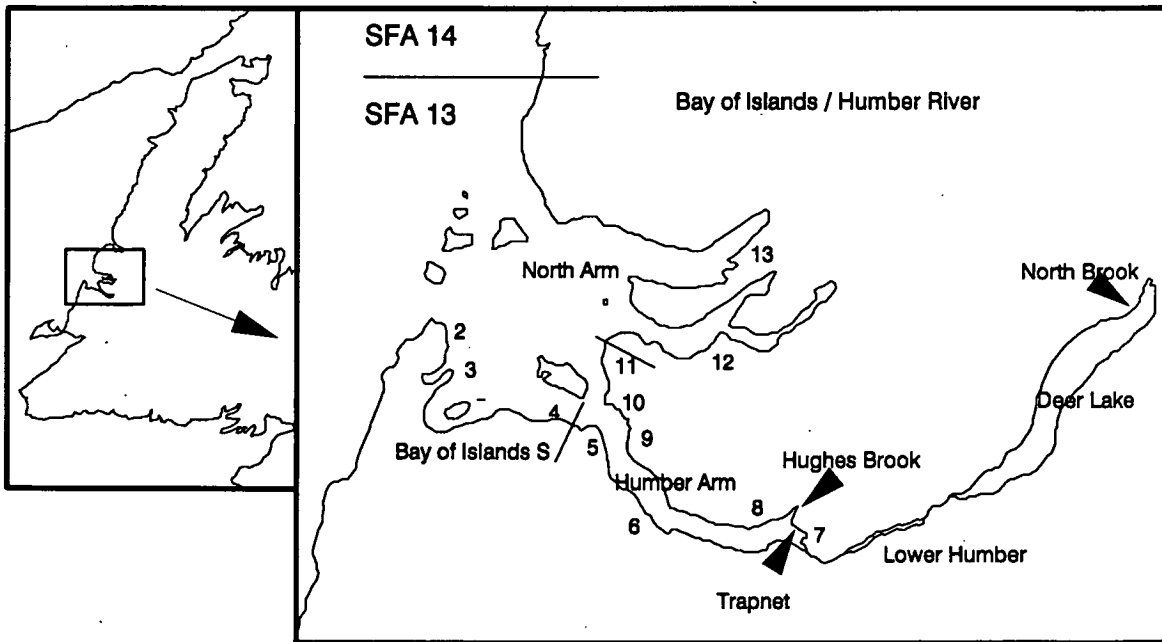 SFA 14
SFA 13
Bay of Islands / Humber River
North Arm
13
North Brook
2
3
11
12
10
4
Deer Lake
Bay of Islands S
5
9
Hughes Brook
Humber Arm
8
6
7
Lower Humber
Trapnet